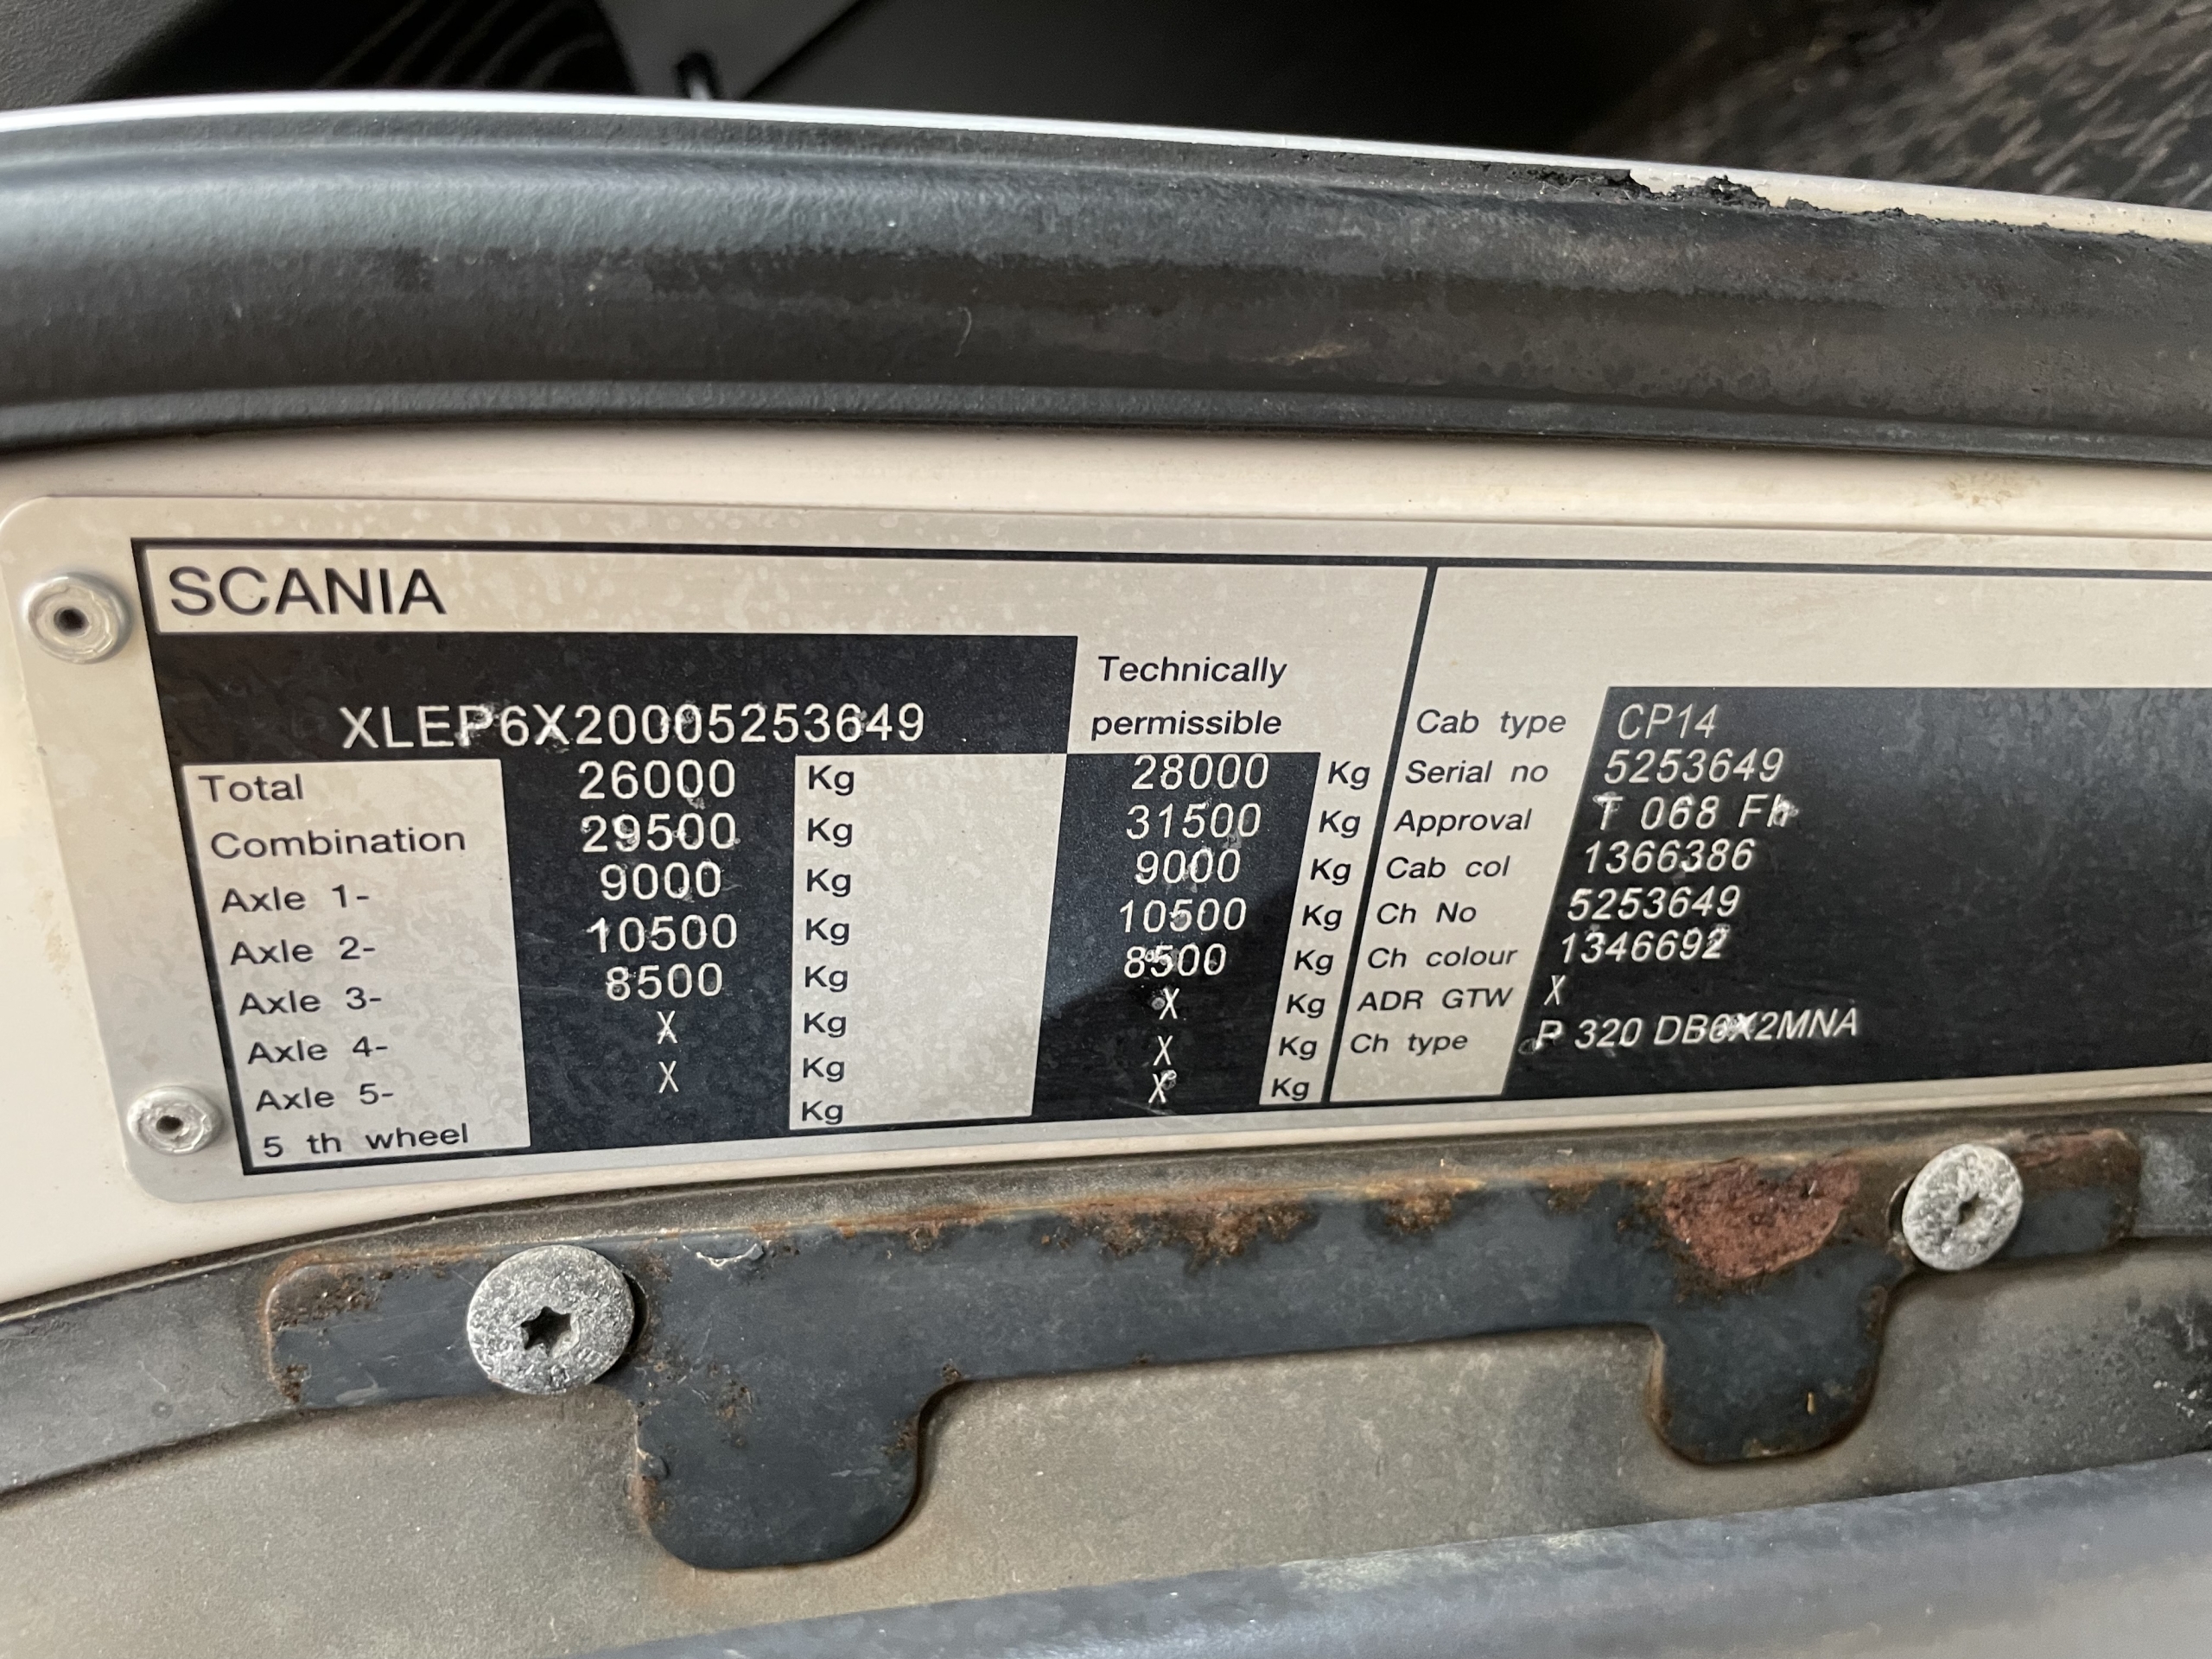 SCANIA
Technically
permissible
XLEP6X20005253649
Total 26000 Kg 28000 Kg
Combination 29500 Kg 31500 Kg
Axle 1- 9000 Kg 9000 Kg
Axle 2- 10500 Kg 10500 Kg
Axle 3- 8500 Kg 8500 Kg
Axle 4- X Kg X Kg
Axle 5- X Kg X Kg
5 th wheel Kg X Kg
Cab type CP14
Serial no 5253649
Approval T 068 Fh
Cab col 1366386
Ch No 5253649
Ch colour 1346692
ADR GTW X
Ch type P 320 DB6X2MNA